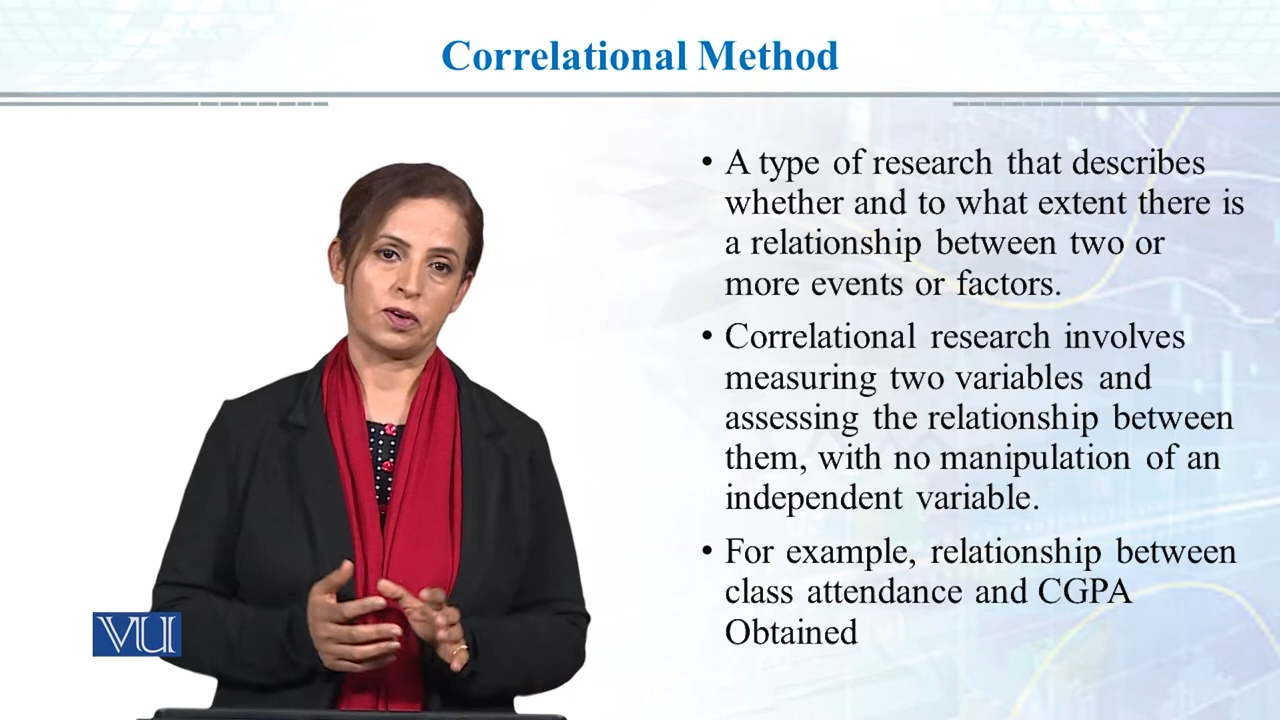 Correlational Method
• A type of research that describes
whether and to what extent there is
a relationship between two or
more events or factors.
• Correlational research involves
measuring two variables and
assessing the relationship between
them, with no manipulation of an
independent variable.
• For example, relationship between
class attendance and CGPA
Obtained
VU